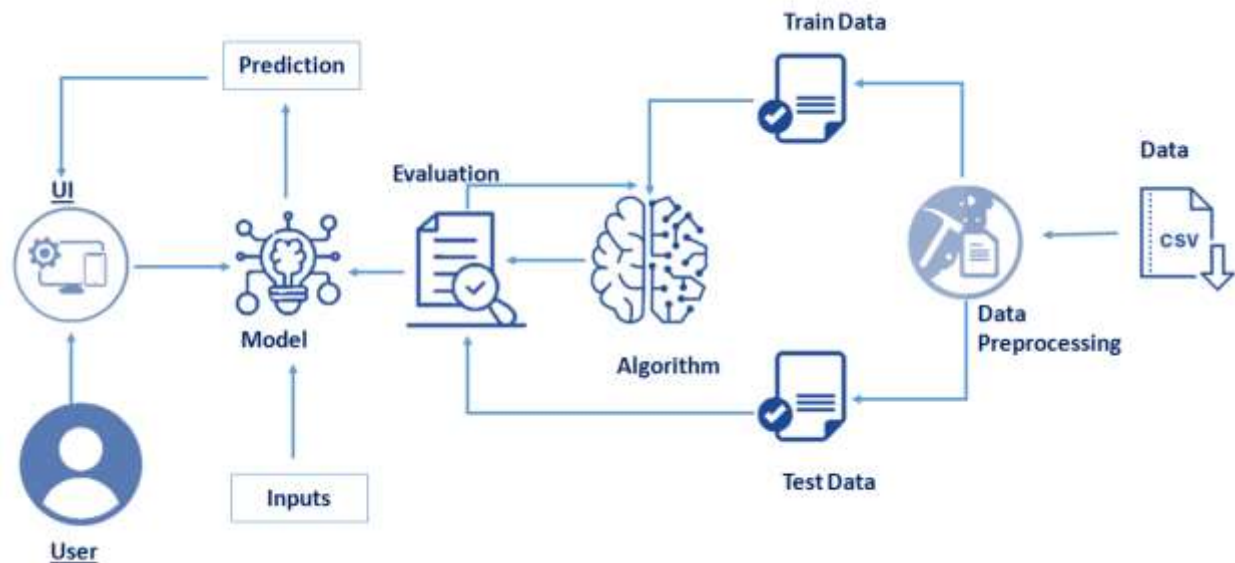 Train Data
Prediction
Data
Evaluation
UI
CSV
Data
Preprocessing
Model
Algorithm
Test Data
Inputs
User